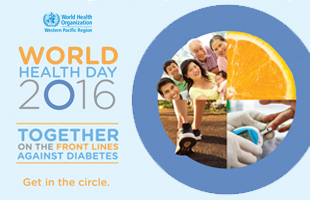 World Health
Organization
Western Pacific Region
WORLD
HEALTH DAY
2016
TOGETHER
ON THE FRONT LINES
AGAINST DIABETES
Get in the circle.